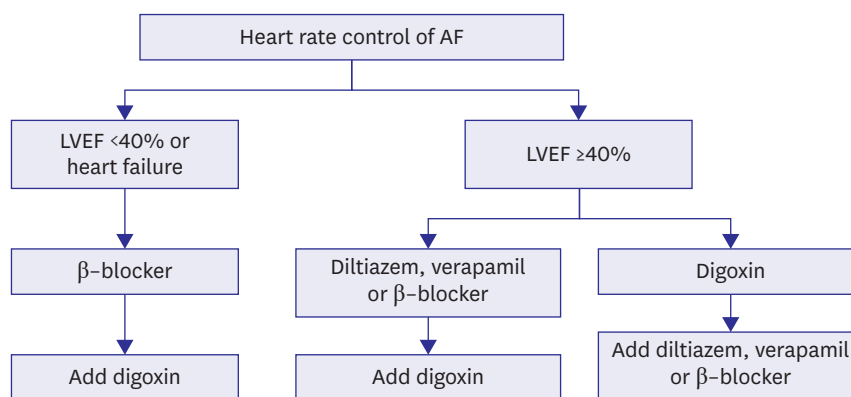 Heart rate control of AF
LVEF <40% or
heart failure
LVEF ≥40%
β-blocker
Diltiazem, verapamil
or β-blocker
Digoxin
Add digoxin
Add digoxin
Add diltiazem, verapamil
or β-blocker